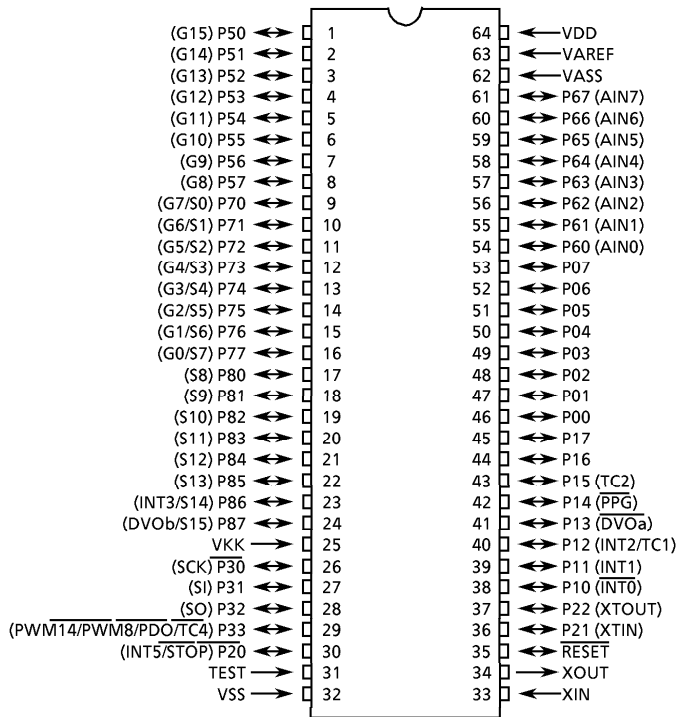 (G15) P50 1 64 VDD
(G14) P51 2 63 VAREF
(G13) P52 3 62 VASS
(G12) P53 4 61 P67 (AIN7)
(G11) P54 5 60 P66 (AIN6)
(G10) P55 6 59 P65 (AIN5)
(G9) P56 7 58 P64 (AIN4)
(G8) P57 8 57 P63 (AIN3)
(G7/S0) P70 9 56 P62 (AIN2)
(G6/S1) P71 10 55 P61 (AIN1)
(G5/S2) P72 11 54 P60 (AIN0)
(G4/S3) P73 12 53 P07
(G3/S4) P74 13 52 P06
(G2/S5) P75 14 51 P05
(G1/S6) P76 15 50 P04
(G0/S7) P77 16 49 P03
(S8) P80 17 48 P02
(S9) P81 18 47 P01
(S10) P82 19 46 P00
(S11) P83 20 45 P17
(S12) P84 21 44 P16
(S13) P85 22 43 P15 (TC2)
(INT3/S14) P86 23 42 P14 (PPG)
(DVOb/S15) P87 24 41 P13 (DVOa)
VKK 25 40 P12 (INT2/TC1)
(SCK) P30 26 39 P11 (INT1)
(SI) P31 27 38 P10 (INT0)
(SO) P32 28 37 P22 (XTOUT)
(PWM14/PWM8/PDO/TC4) P33 29 36 P21 (XTIN)
(INT5/STOP) P20 30 35 RESET
TEST 31 34 XOUT
VSS 32 33 XIN